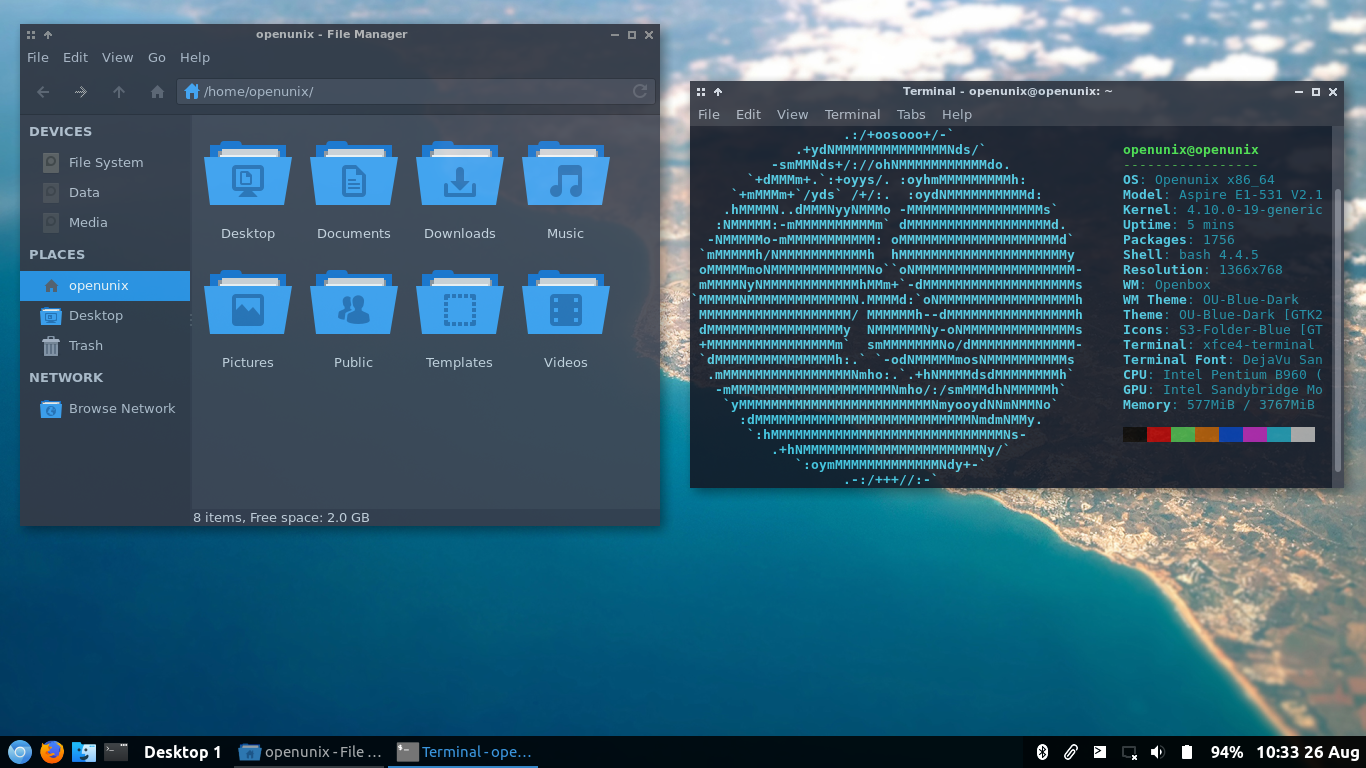 openunix - File Manager
File Edit View Go Help
/home/openunix/
DEVICES
File System
Data
Media
PLACES
openunix
Desktop
Trash
NETWORK
Browse Network
Desktop Documents Downloads Music
Pictures Public Templates Videos
8 items, Free space: 2.0 GB
Terminal - openunix@openunix: ~
File Edit View Terminal Tabs Help
openunix@openunix
-----------------
OS: Openunix x86_64
Model: Aspire E1-531 V2.1
Kernel: 4.10.0-19-generic
Uptime: 5 mins
Packages: 1756
Shell: bash 4.4.5
Resolution: 1366x768
WM: Openbox
WM Theme: OU-Blue-Dark
Theme: OU-Blue-Dark [GTK2
Icons: S3-Folder-Blue [GT
Terminal: xfce4-terminal
Terminal Font: DejaVu San
CPU: Intel Pentium B960 (
GPU: Intel Sandybridge Mo
Memory: 577MiB / 3767MiB
Desktop 1 openunix - File ... Terminal - ope... 94% 10:33 26 Aug